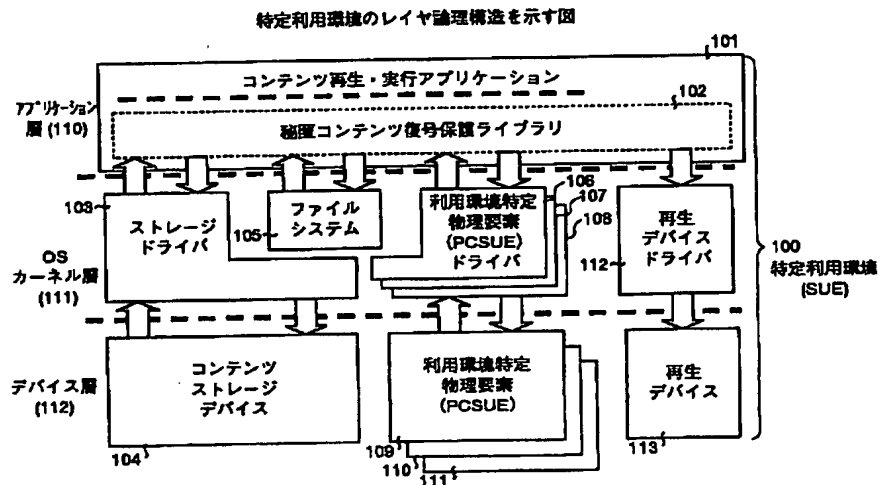 特定利用環境のレイヤ論理構造を示す図
101
コンテンツ再生・実行アプリケーション
102
アプリケーション
層(110)
秘匿コンテンツ復号保護ライブラリ
103
ストレージ
ドライバ
ファイル
システム
105
利用環境特定
物理要素
(PCSUE)
ドライバ
106
107
108
再生
デバイス
ドライバ
112
OS
カーネル層
(111)
100
特定利用環境
(SUE)
デバイス層
(112)
コンテンツ
ストレージ
デバイス
104
利用環境特定
物理要素
(PCSUE)
109
110
111
再生
デバイス
113